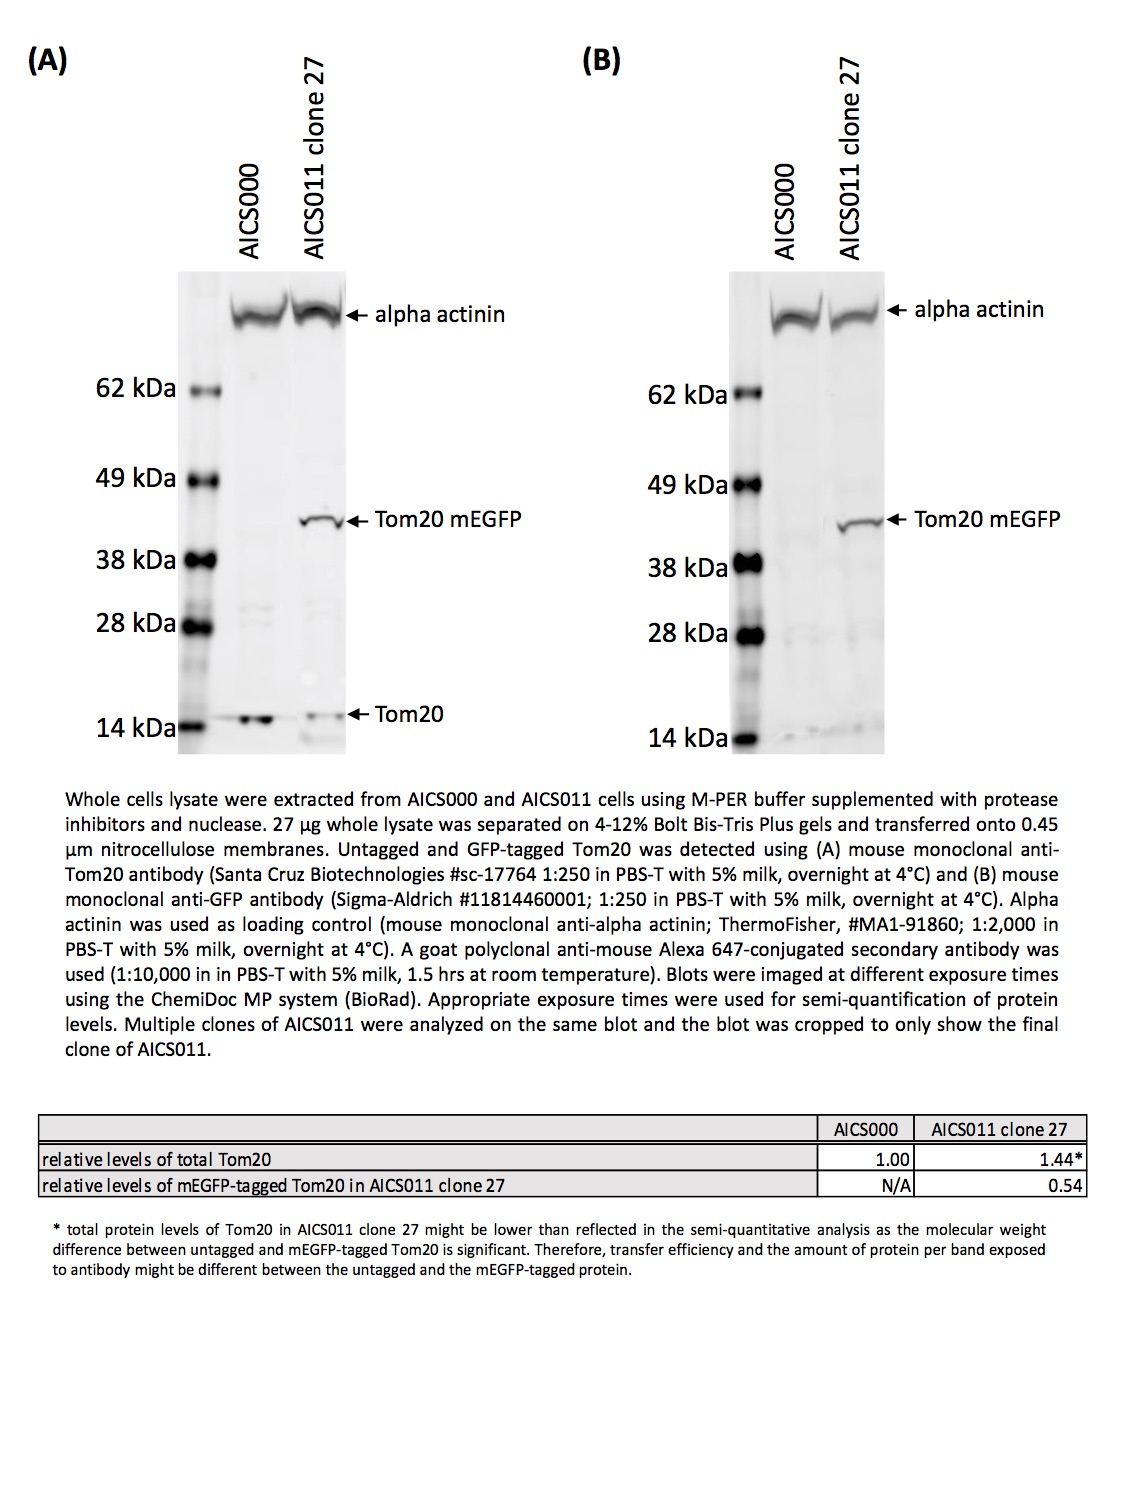 (A)
(B)
AICS000
AICS011 clone 27
AICS000
AICS011 clone 27
alpha actinin
62 kDa
49 kDa
Tom20 mEGFP
38 kDa
28 kDa
Tom20
14 kDa
alpha actinin
62 kDa
49 kDa
Tom20 mEGFP
38 kDa
28 kDa
14 kDa
Whole cells lysate were extracted from AICS000 and AICS011 cells using M-PER buffer supplemented with protease
inhibitors and nuclease. 27 µg whole lysate was separated on 4-12% Bolt Bis-Tris Plus gels and transferred onto 0.45
µm nitrocellulose membranes. Untagged and GFP-tagged Tom20 was detected using (A) mouse monoclonal anti-
Tom20 antibody (Santa Cruz Biotechnologies #sc-17764 1:250 in PBS-T with 5% milk, overnight at 4°C) and (B) mouse
monoclonal anti-GFP antibody (Sigma-Aldrich #11814460001; 1:250 in PBS-T with 5% milk, overnight at 4°C). Alpha
actinin was used as loading control (mouse monoclonal anti-alpha actinin; ThermoFisher, #MA1-91860; 1:2,000 in
PBS-T with 5% milk, overnight at 4°C). A goat polyclonal anti-mouse Alexa 647-conjugated secondary antibody was
used (1:10,000 in in PBS-T with 5% milk, 1.5 hrs at room temperature). Blots were imaged at different exposure times
using the ChemiDoc MP system (BioRad). Appropriate exposure times were used for semi-quantification of protein
levels. Multiple clones of AICS011 were analyzed on the same blot and the blot was cropped to only show the final
clone of AICS011.
AICS000 AICS011 clone 27
relative levels of total Tom20 1.00 1.44*
relative levels of mEGFP-tagged Tom20 in AICS011 clone 27 N/A 0.54
* total protein levels of Tom20 in AICS011 clone 27 might be lower than reflected in the semi-quantitative analysis as the molecular weight
difference between untagged and mEGFP-tagged Tom20 is significant. Therefore, transfer efficiency and the amount of protein per band exposed
to antibody might be different between the untagged and the mEGFP-tagged protein.